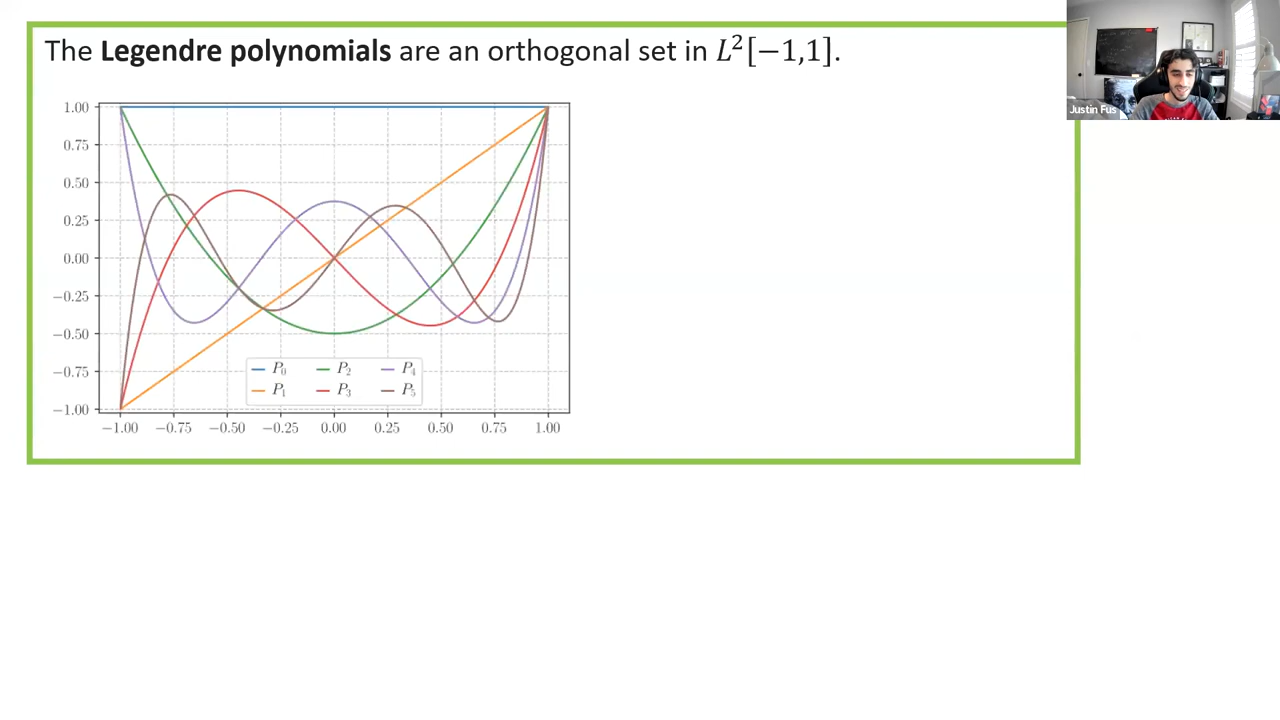 The Legendre polynomials are an orthogonal set in L²[−1,1].
Justin Fus
1.00
0.75
0.50
0.25
0.00
−0.25
−0.50
−0.75
−1.00
P₀ P₂ P₄
P₁ P₃ P₅
−1.00 −0.75 −0.50 −0.25 0.00 0.25 0.50 0.75 1.00